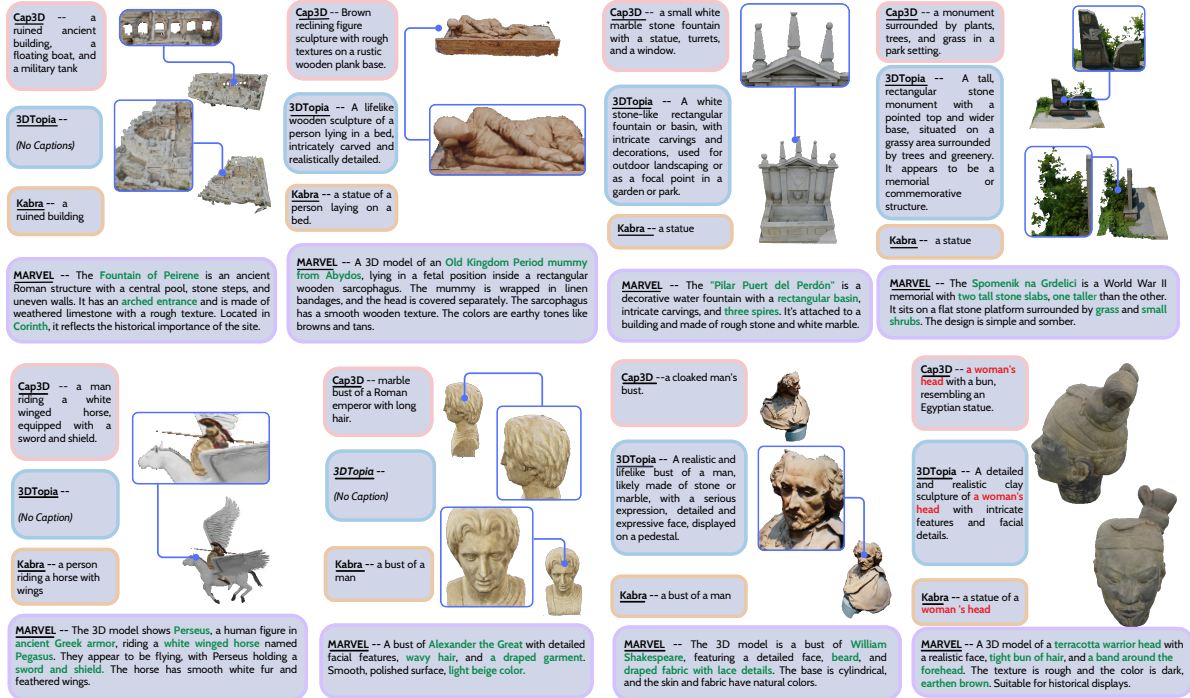 Cap3D -- a
ruined ancient
building, a
floating boat, and
a military tank
3DTopia --
(No Captions)
Kabra -- a
ruined building
MARVEL -- The Fountain of Peirene is an ancient
Roman structure with a central pool, stone steps, and
uneven walls. It has an arched entrance and is made of
weathered limestone with a rough texture. Located in
Corinth, it reflects the historical importance of the site.
Cap3D -- Brown
reclining figure
sculpture with rough
textures on a rustic
wooden plank base.
3DTopia -- A lifelike
wooden sculpture of a
person lying in a bed,
intricately carved and
realistically detailed.
Kabra -- a statue of a
person laying on a
bed.
MARVEL -- A 3D model of an Old Kingdom Period mummy
from Abydos, lying in a fetal position inside a rectangular
wooden sarcophagus. The mummy is wrapped in linen
bandages, and the head is covered separately. The sarcophagus
has a smooth wooden texture. The colors are earthy tones like
browns and tans.
Cap3D -- a small white
marble stone fountain
with a statue, turrets,
and a window.
3DTopia -- A white
stone-like rectangular
fountain or basin, with
intricate carvings and
decorations, used for
outdoor landscaping or
as a focal point in a
garden or park.
Kabra -- a statue
MARVEL -- The "Pilar Puert del Perdón" is a
decorative water fountain with a rectangular basin,
intricate carvings, and three spires. It's attached to a
building and made of rough stone and white marble.
Cap3D -- a monument
surrounded by plants,
trees, and grass in a
park setting.
3DTopia -- A tall,
rectangular stone
monument with a
pointed top and wider
base, situated on a
grassy area surrounded
by trees and greenery.
It appears to be a
memorial or
commemorative
structure.
Kabra -- a statue
MARVEL -- The Spomenik na Grdelici is a World War II
memorial with two tall stone slabs, one taller than the other.
It sits on a flat stone platform surrounded by grass and small
shrubs. The design is simple and somber.
Cap3D -- a man
riding a white
winged horse,
equipped with a
sword and shield.
3DTopia --
(No Caption)
Kabra -- a person
riding a horse with
wings
MARVEL -- The 3D model shows Perseus, a human figure in
ancient Greek armor, riding a white winged horse named
Pegasus. They appear to be flying, with Perseus holding a
sword and shield. The horse has smooth white fur and
feathered wings.
Cap3D -- marble
bust of a Roman
emperor with long
hair.
3DTopia --
(No Caption)
Kabra -- a bust of a
man
MARVEL -- A bust of Alexander the Great with detailed
facial features, wavy hair, and a draped garment.
Smooth, polished surface, light beige color.
Cap3D --a cloaked man's
bust.
3DTopia -- A realistic and
lifelike bust of a man,
likely made of stone or
marble, with a serious
expression, detailed and
expressive face, displayed
on a pedestal.
Kabra -- a bust of a man
MARVEL -- The 3D model is a bust of William
Shakespeare, featuring a detailed face, beard, and
draped fabric with lace details. The base is cylindrical,
and the skin and fabric have natural colors.
Cap3D -- a woman's
head with a bun,
resembling an
Egyptian statue.
3DTopia -- A detailed
and realistic clay
sculpture of a woman's
head with intricate
features and facial
details.
Kabra -- a statue of a
woman 's head
MARVEL -- A 3D model of a terracotta warrior head with
a realistic face, tight bun of hair, and a band around the
forehead. The texture is rough and the color is dark,
earthen brown. Suitable for historical displays.